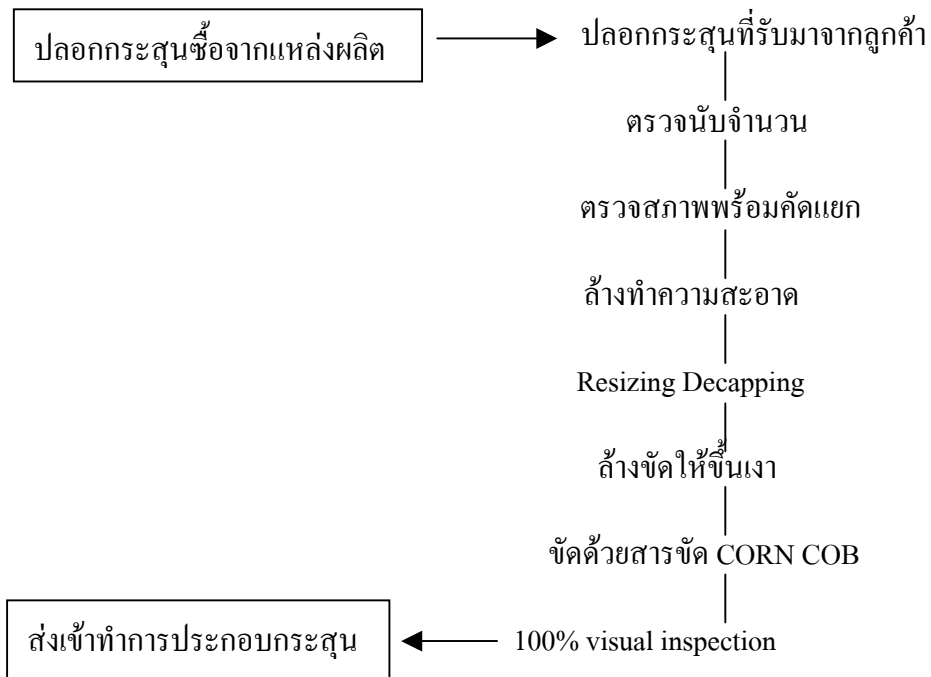 ปลอกกระสุนซื้อจากแหล่งผลิต
ปลอกกระสุนที่รับมาจากลูกค้า
ตรวจนับจำนวน
ตรวจสภาพพร้อมคัดแยก
ล้างทำความสะอาด
Resizing Decapping
ล้างขัดให้ขึ้นเงา
ขัดด้วยสารขัด CORN COB
100% visual inspection
ส่งเข้าทำการประกอบกระสุน